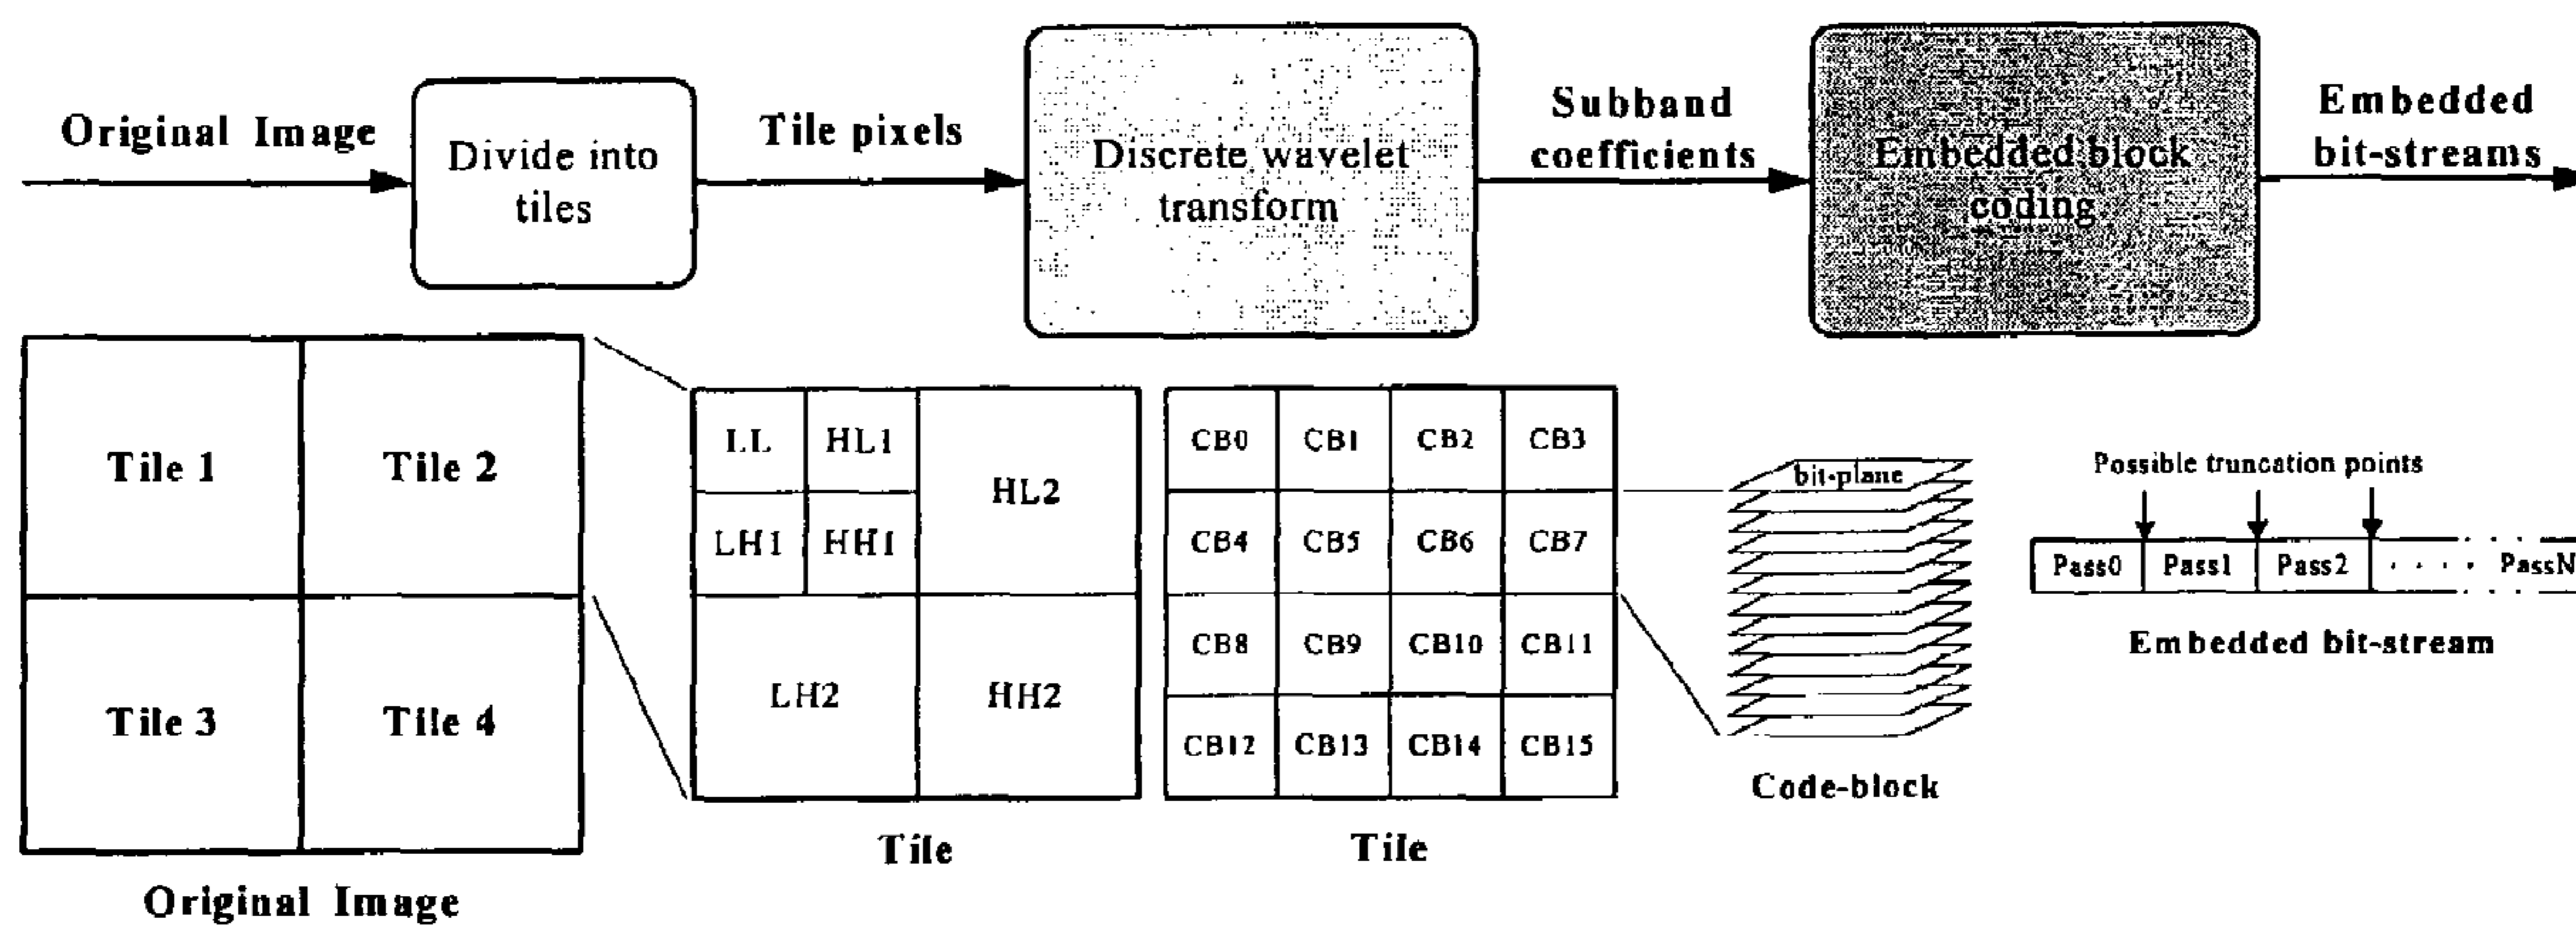 Original Image
Divide into
tiles
Tile pixels
Discrete wavelet
transform
Subband
coefficients
Embedded block
coding
Embedded
bit-streams
Tile 1
Tile 2
Tile 3
Tile 4
Original Image
LL
HL1
HL2
LH1
HH1
LH2
HH2
Tile
CB0
CB1
CB2
CB3
CB4
CB5
CB6
CB7
CB8
CB9
CB10
CB11
CB12
CB13
CB14
CB15
Tile
bit-plane
Code-block
Possible truncation points
Pass0
Pass1
Pass2
. . . .
PassN
Embedded bit-stream